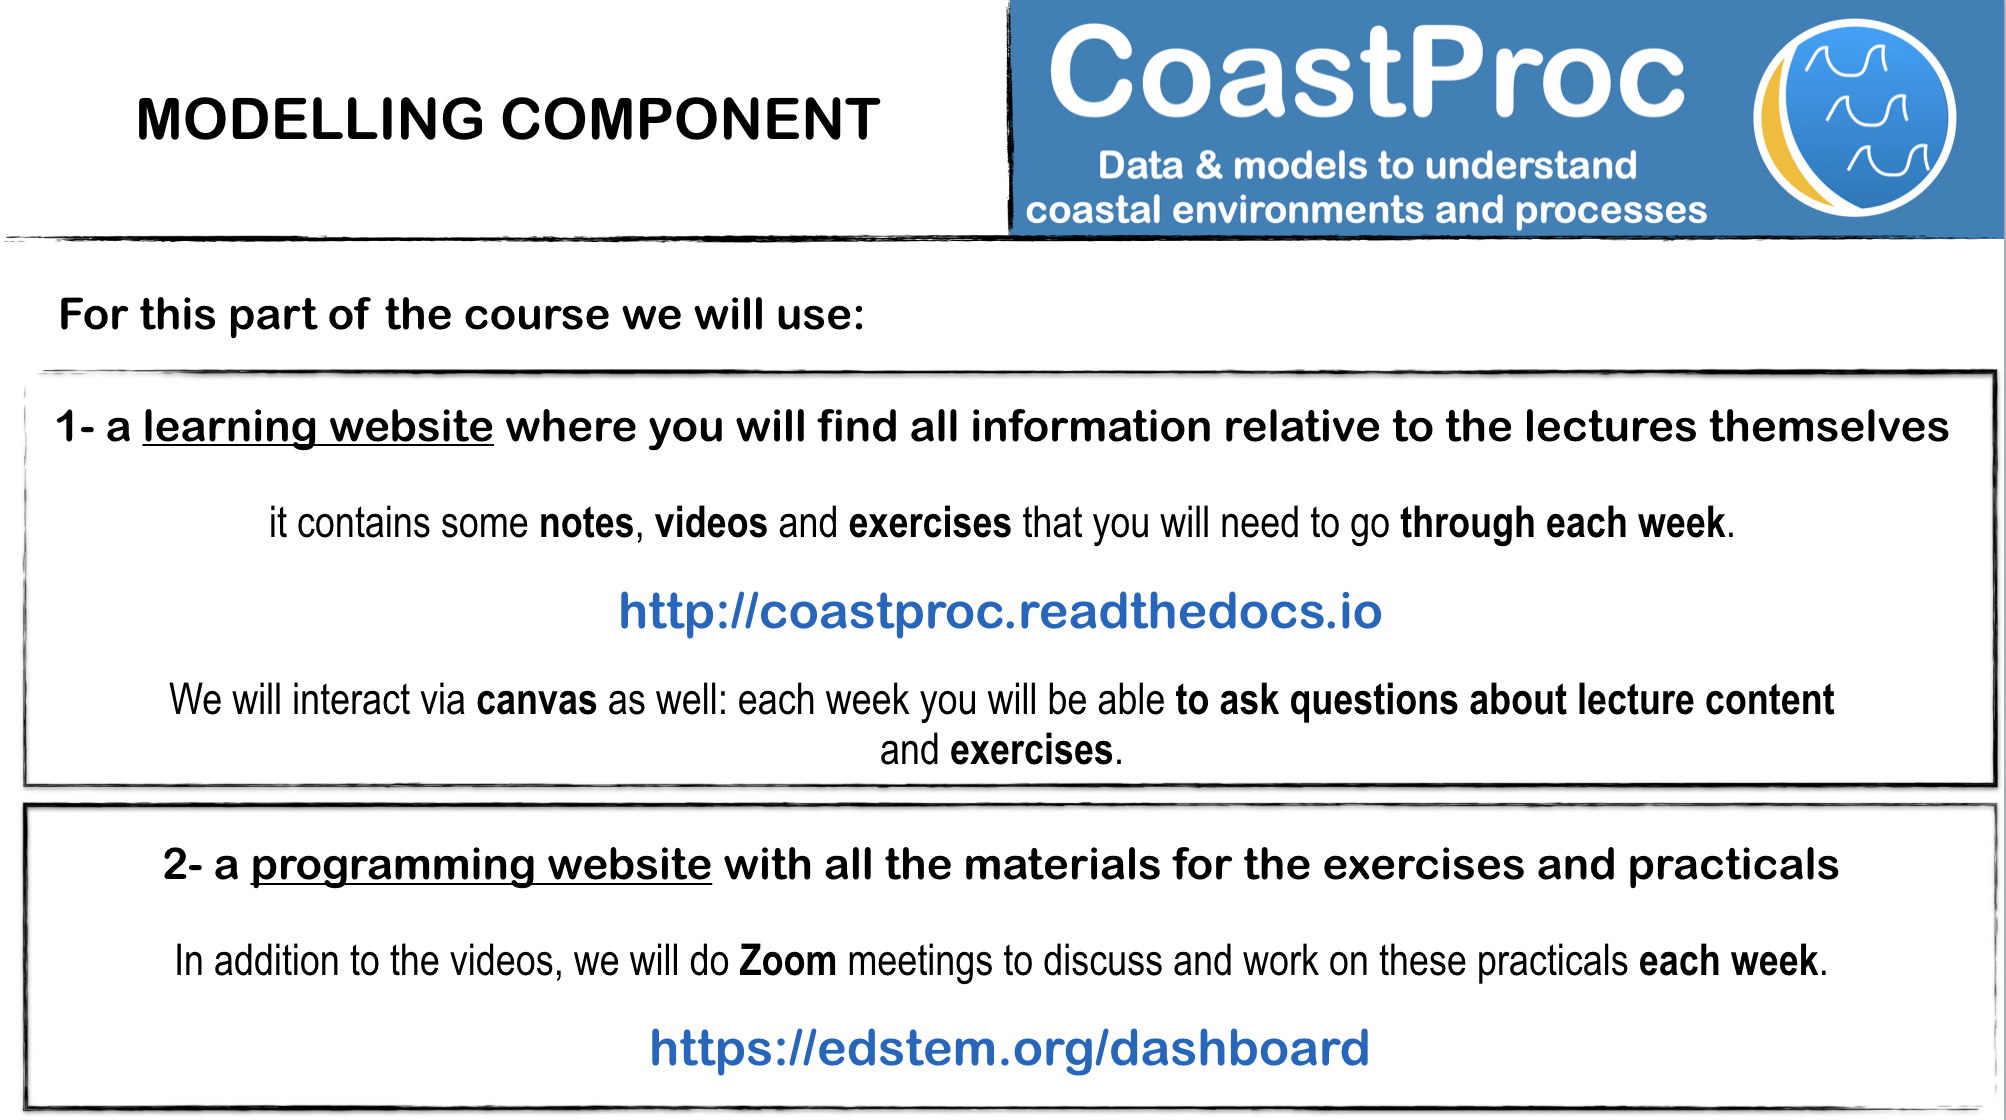 MODELLING COMPONENT
CoastProc
Data & models to understand
coastal environments and processes
For this part of the course we will use:
1- a learning website where you will find all information relative to the lectures themselves
it contains some notes, videos and exercises that you will need to go through each week.
http://coastproc.readthedocs.io
We will interact via canvas as well: each week you will be able to ask questions about lecture content
and exercises.
2- a programming website with all the materials for the exercises and practicals
In addition to the videos, we will do Zoom meetings to discuss and work on these practicals each week.
https://edstem.org/dashboard